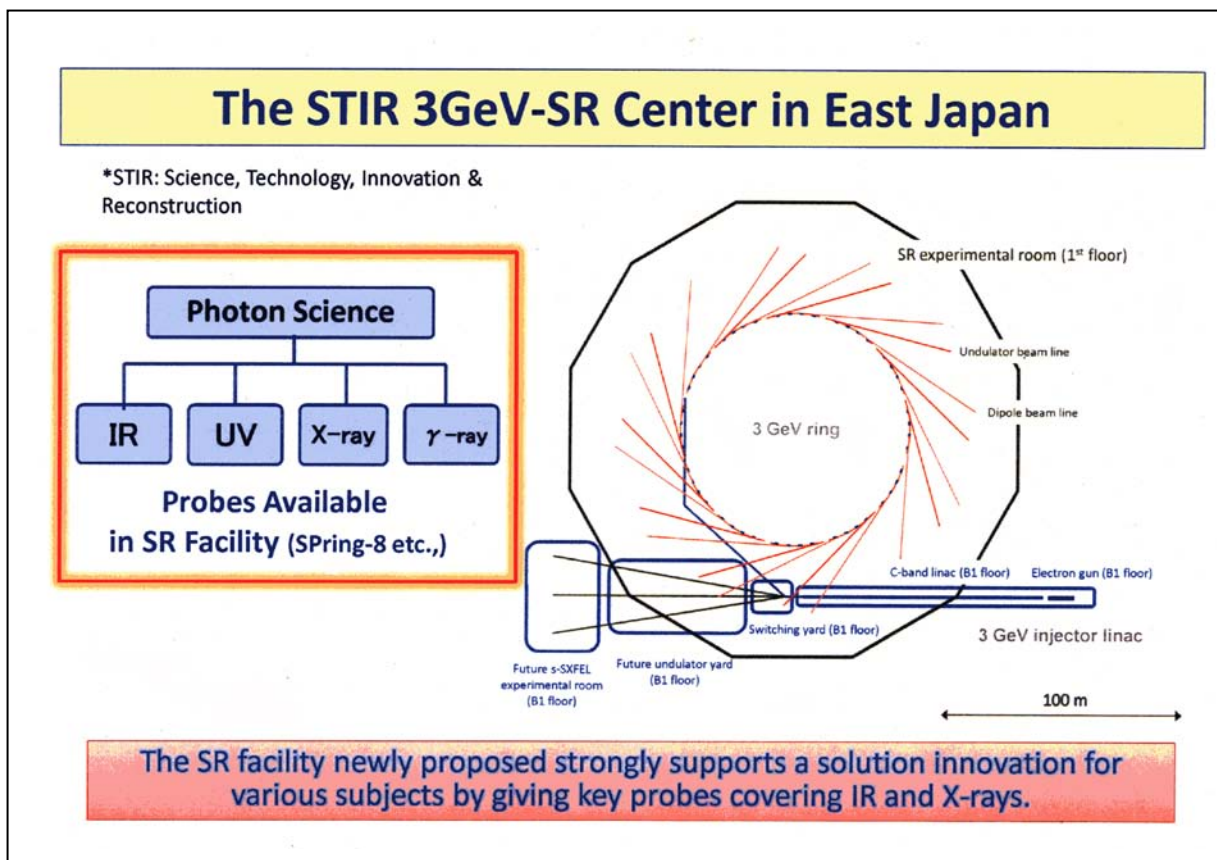 The STIR 3GeV-SR Center in East Japan
*STIR: Science, Technology, Innovation &
Reconstruction
Photon Science
IR
UV
X-ray
γ-ray
Probes Available
in SR Facility (SPring-8 etc.,)
SR experimental room (1st floor)
Undulator beam line
Dipole beam line
3 GeV ring
C-band linac (B1 floor)
Electron gun (B1 floor)
Switching yard (B1 floor)
3 GeV injector linac
Future s-SXFEL
experimental room
(B1 floor)
Future undulator yard
(B1 floor)
100 m
The SR facility newly proposed strongly supports a solution innovation for
various subjects by giving key probes covering IR and X-rays.